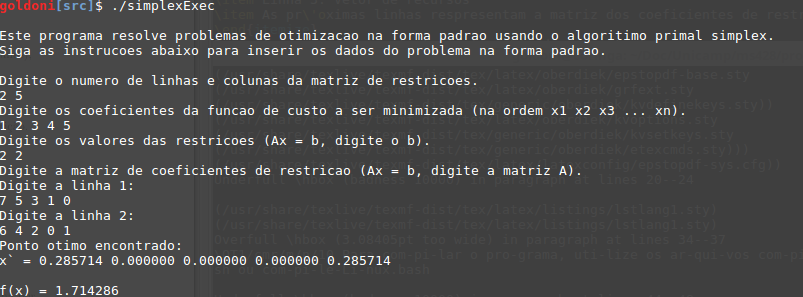 goldoni[src]$ ./simplexExec
Este programa resolve problemas de otimizacao na forma padrao usando o algoritimo primal simplex.
Siga as instrucoes abaixo para inserir os dados do problema na forma padrao.
Digite o numero de linhas e colunas da matriz de restricoes.
2 5
Digite os coeficientes da funcao de custo a ser minimizada (na ordem x1 x2 x3 ... xn).
1 2 3 4 5
Digite os valores das restricoes (Ax = b, digite o b).
2 2
Digite a matriz de coeficientes de restricao (Ax = b, digite a matriz A).
Digite a linha 1:
7 5 3 1 0
Digite a linha 2:
6 4 2 0 1
Ponto otimo encontrado:
x` = 0.285714 0.000000 0.000000 0.000000 0.285714
f(x) = 1.714286